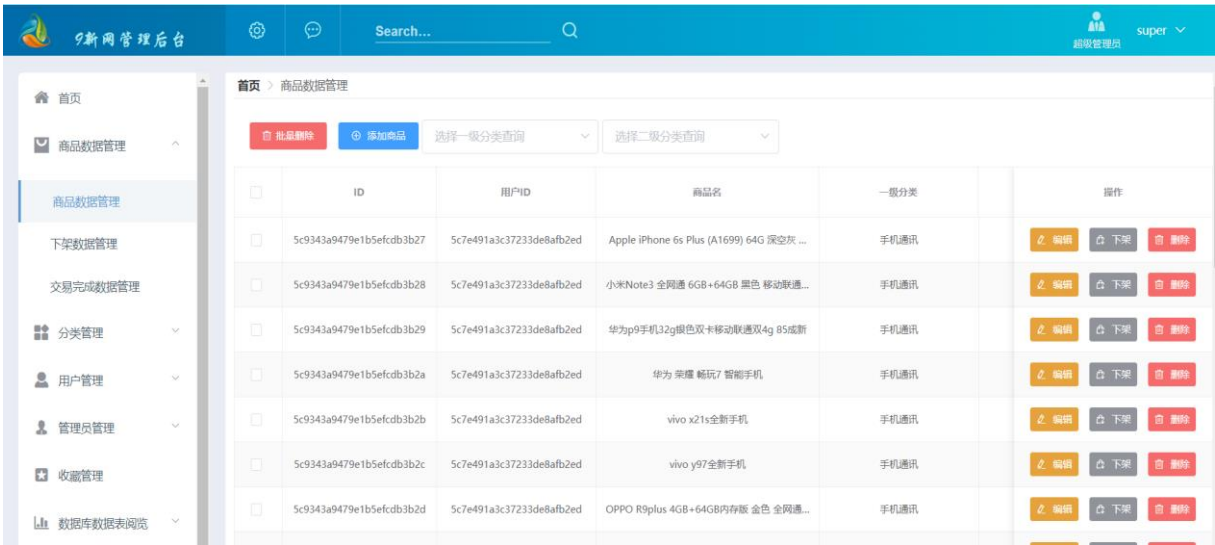 9新网管理后台
Search...
超级管理员
super
首页
商品数据管理
商品数据管理
下架数据管理
交易完成数据管理
分类管理
用户管理
管理员管理
收藏管理
数据库数据表阅览
首页 > 商品数据管理
批量删除 添加商品 选择一级分类查询 选择二级分类查询
ID 用户ID 商品名 一级分类 操作
5c9343a9479e1b5efcdb3b27 5c7e491a3c37233de8afb2ed Apple iPhone 6s Plus (A1699) 64G 深空灰 ... 手机通讯 编辑 下架 删除
5c9343a9479e1b5efcdb3b28 5c7e491a3c37233de8afb2ed 小米Note3 全网通 6GB+64GB 黑色 移动联通... 手机通讯 编辑 下架 删除
5c9343a9479e1b5efcdb3b29 5c7e491a3c37233de8afb2ed 华为p9手机32g银色双卡移动联通双4g 85成新 手机通讯 编辑 下架 删除
5c9343a9479e1b5efcdb3b2a 5c7e491a3c37233de8afb2ed 华为 荣耀 畅玩7 智能手机 手机通讯 编辑 下架 删除
5c9343a9479e1b5efcdb3b2b 5c7e491a3c37233de8afb2ed vivo x21s全新手机 手机通讯 编辑 下架 删除
5c9343a9479e1b5efcdb3b2c 5c7e491a3c37233de8afb2ed vivo y97全新手机 手机通讯 编辑 下架 删除
5c9343a9479e1b5efcdb3b2d 5c7e491a3c37233de8afb2ed OPPO R9plus 4GB+64GB内存版 金色 全网通... 手机通讯 编辑 下架 删除